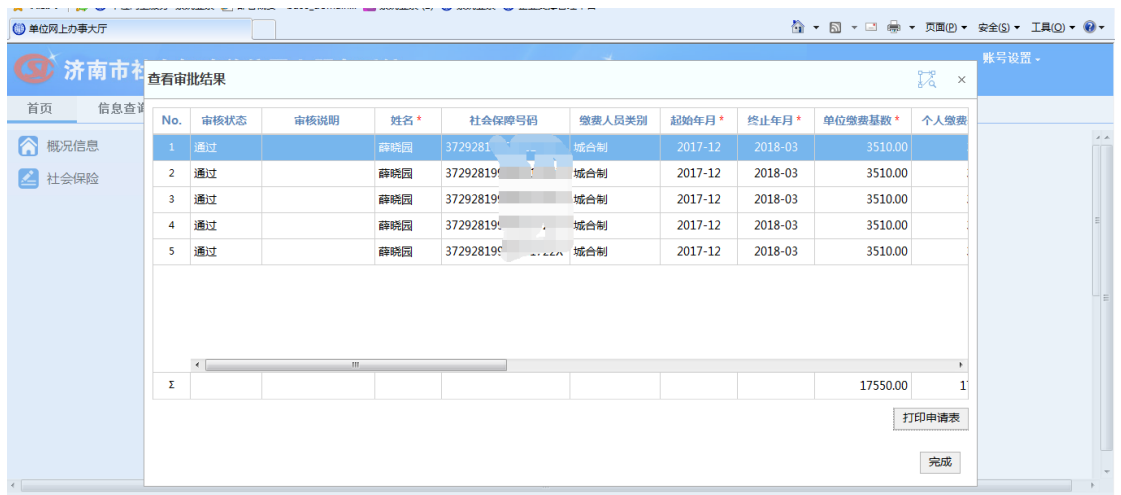 单位网上办事大厅
页面(P) 安全(S) 工具(O)
济南市社
账号设置
查看审批结果
首页 信息查询
概况信息
社会保险
No. 审核状态 审核说明 姓名* 社会保障号码 缴费人员类别 起始年月* 终止年月* 单位缴费基数* 个人缴费
1 通过 薛晓园 3729281 城合制 2017-12 2018-03 3510.00
2 通过 薛晓园 37292819 城合制 2017-12 2018-03 3510.00
3 通过 薛晓园 37292819 城合制 2017-12 2018-03 3510.00
4 通过 薛晓园 372928199 城合制 2017-12 2018-03 3510.00
5 通过 薛晓园 372928199 城合制 2017-12 2018-03 3510.00
Σ 17550.00 1
打印申请表
完成